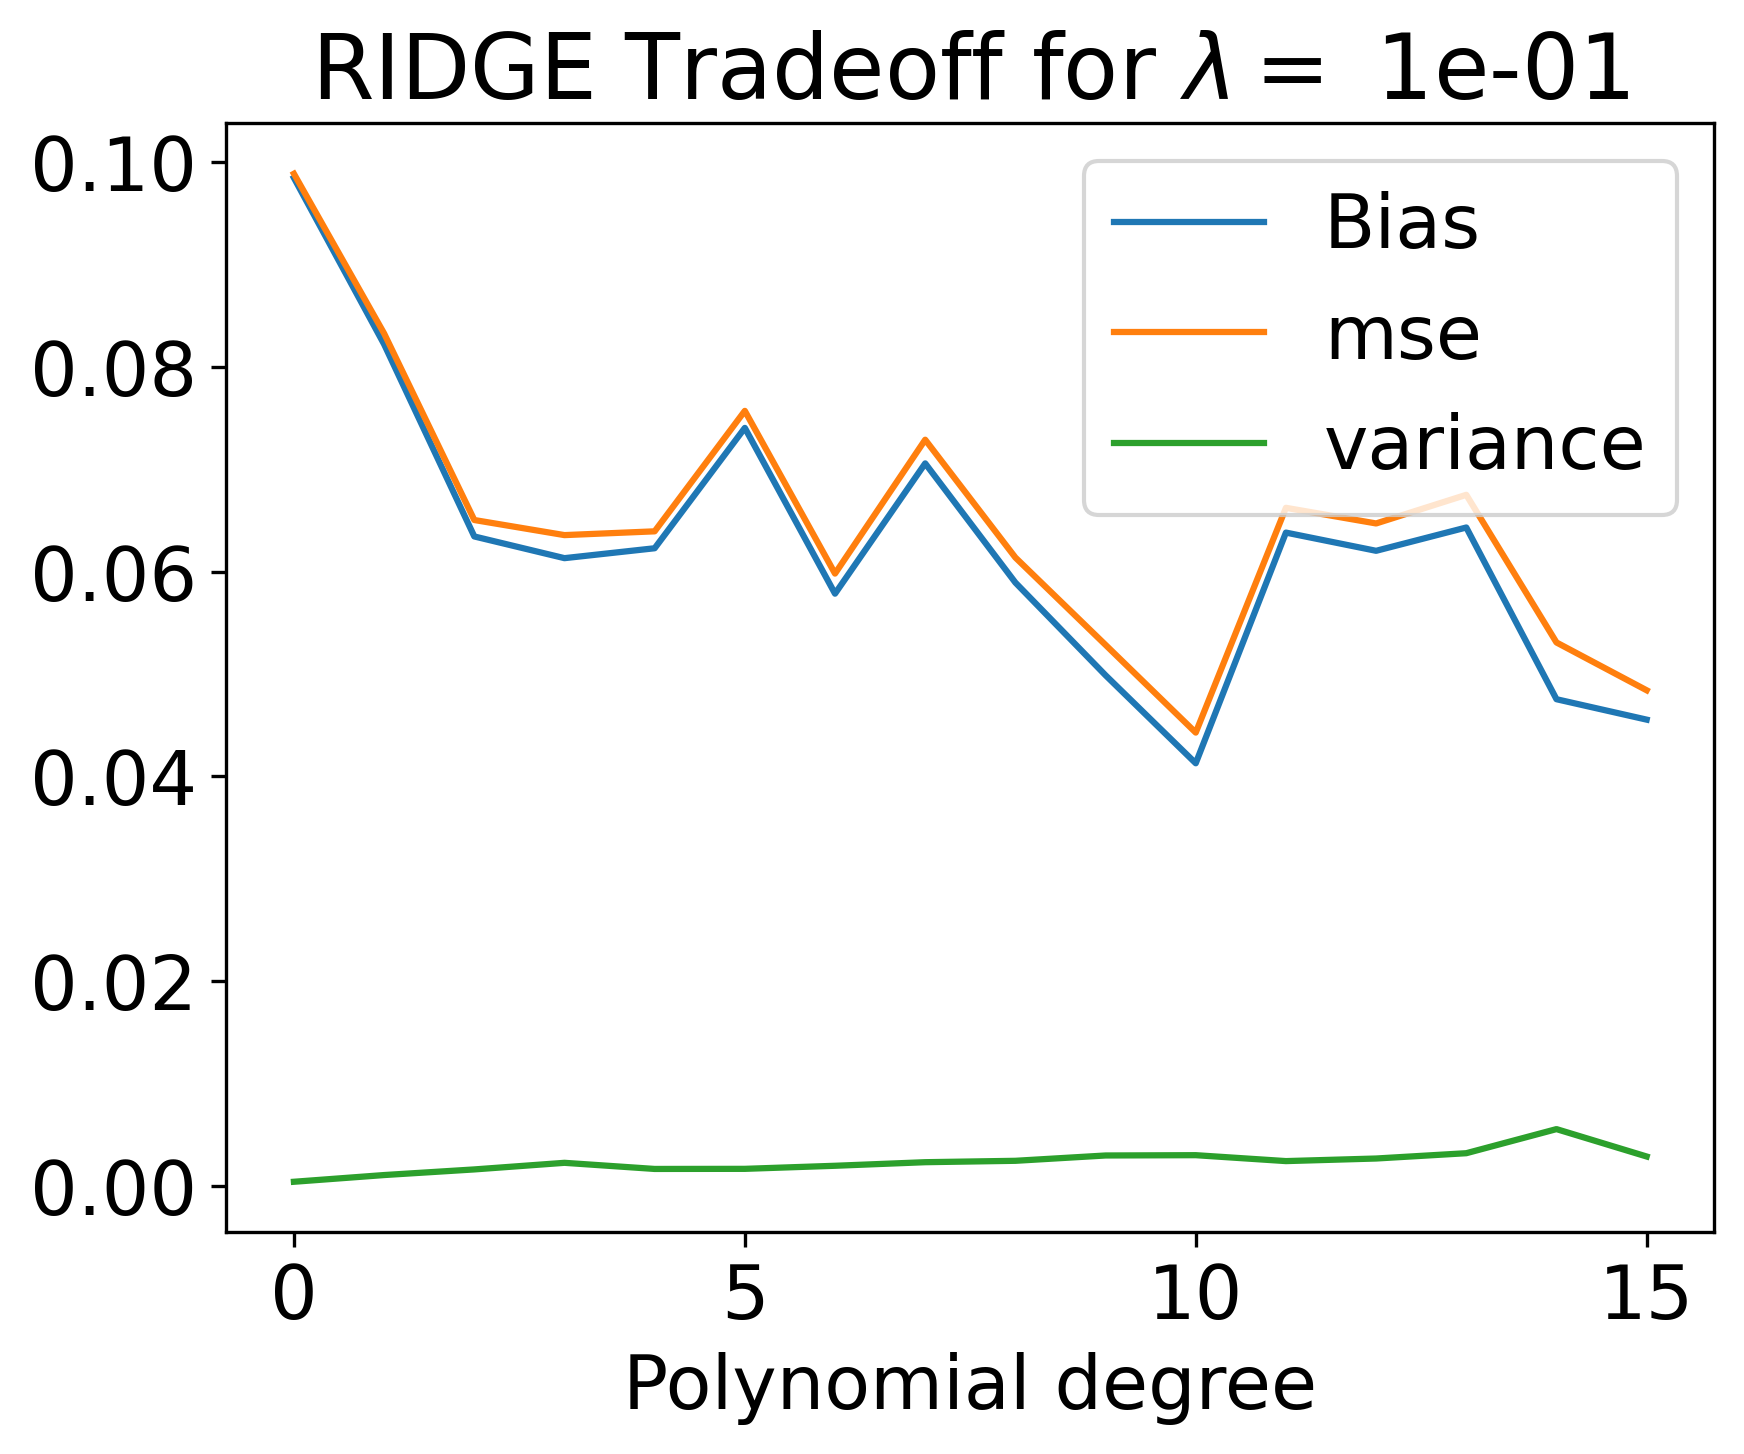 RIDGE Tradeoff for λ = 1e-01
0.10
0.08
0.06
0.04
0.02
0.00
Bias
mse
variance
0 5 10 15
Polynomial degree